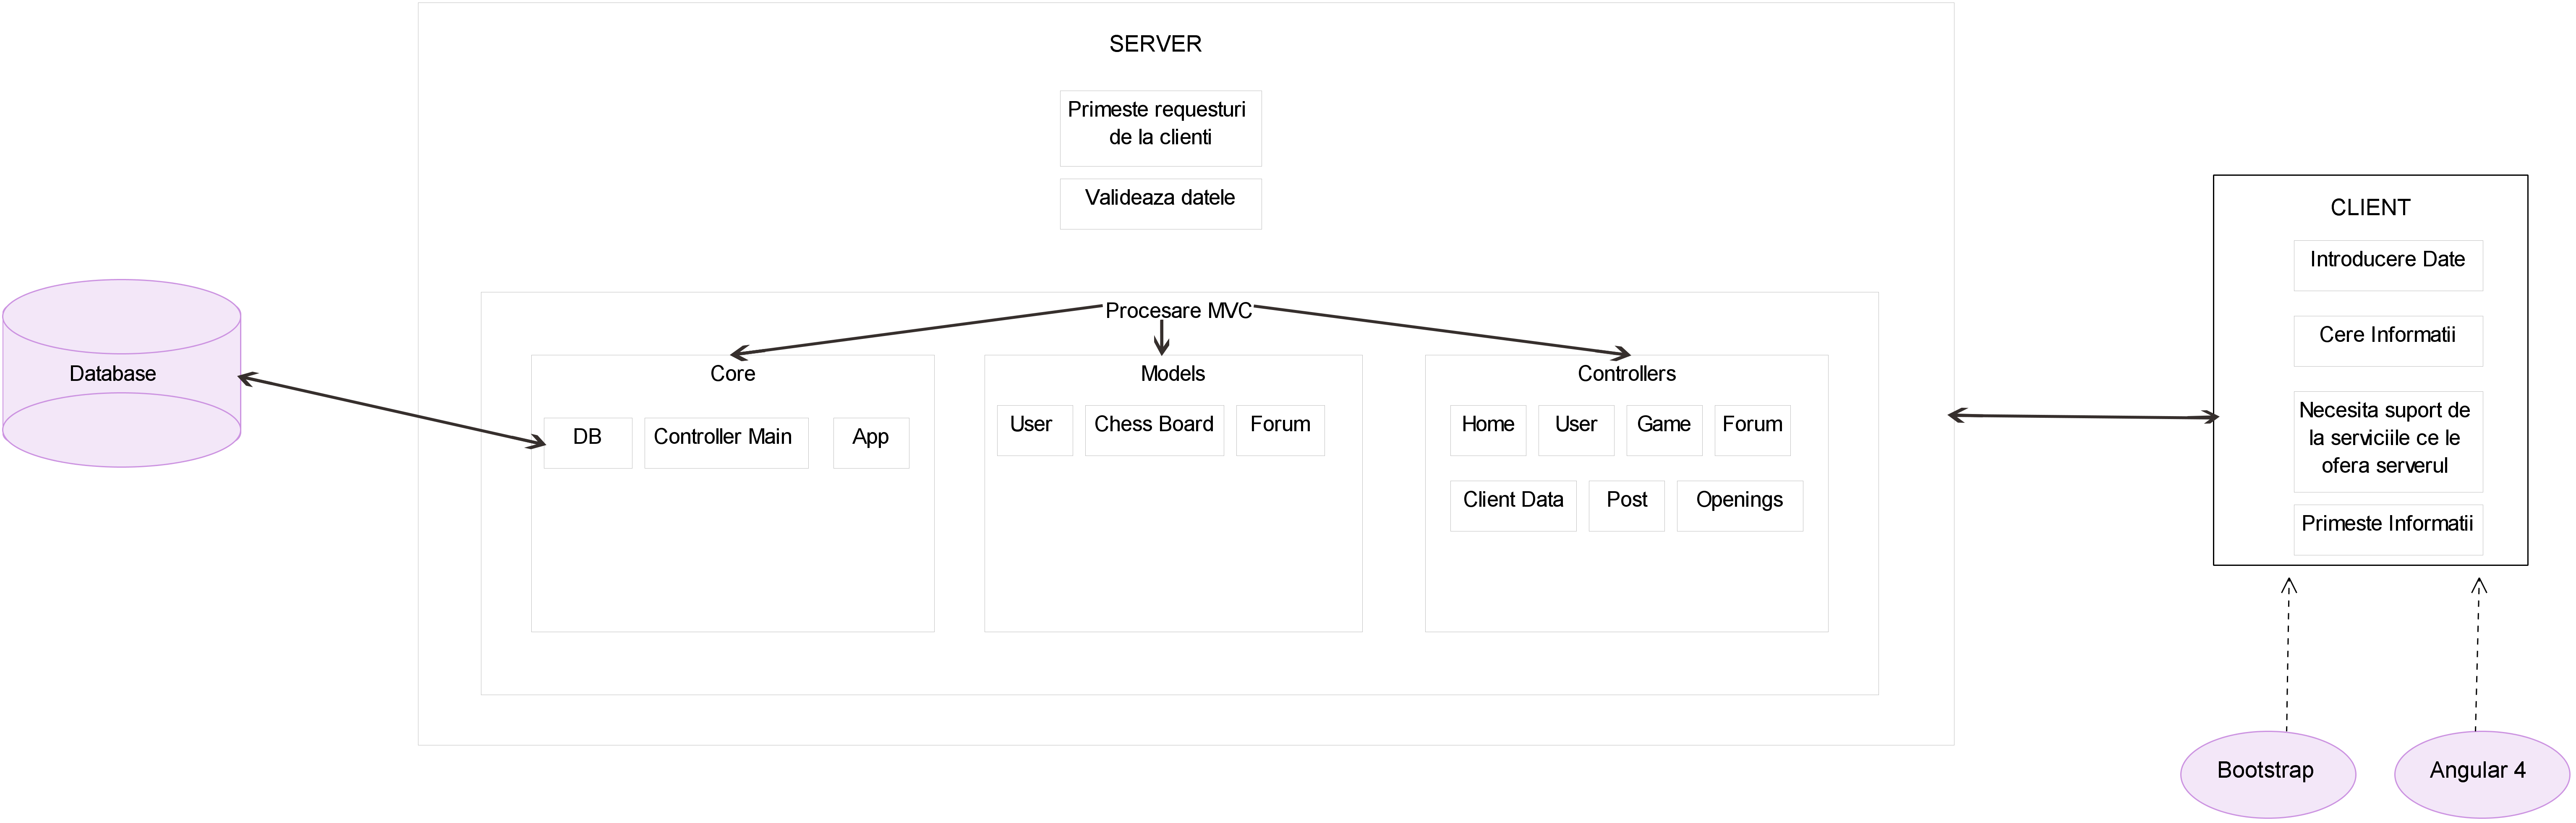 SERVER
Primeste requesturi
de la clienti
Valideaza datele
Procesare MVC
Database
Core
DB
Controller Main
App
Models
User
Chess Board
Forum
Controllers
Home
User
Game
Forum
Client Data
Post
Openings
CLIENT
Introducere Date
Cere Informatii
Necesita suport de
la serviciile ce le
ofera serverul
Primeste Informatii
Bootstrap
Angular 4